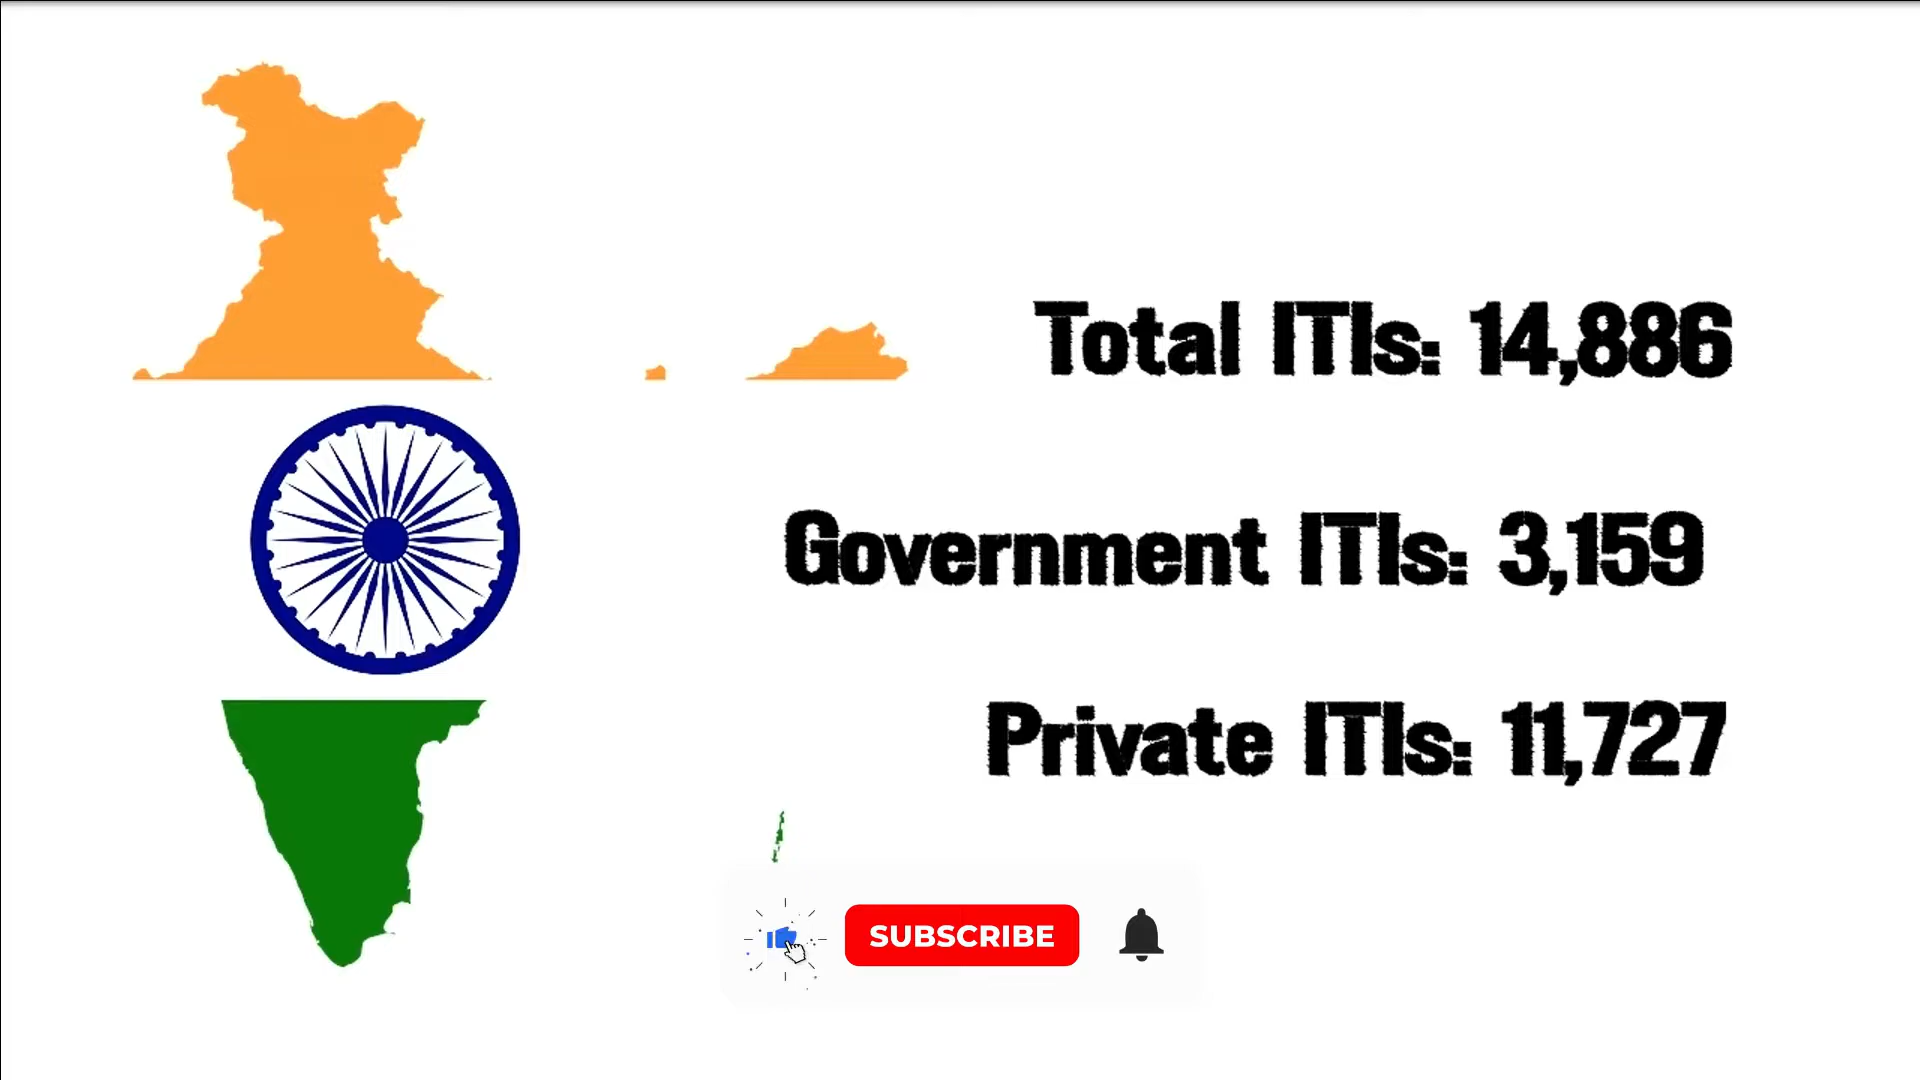 Total ITIs: 14,886
Government ITIs: 3,159
Private ITIs: 11,727
SUBSCRIBE